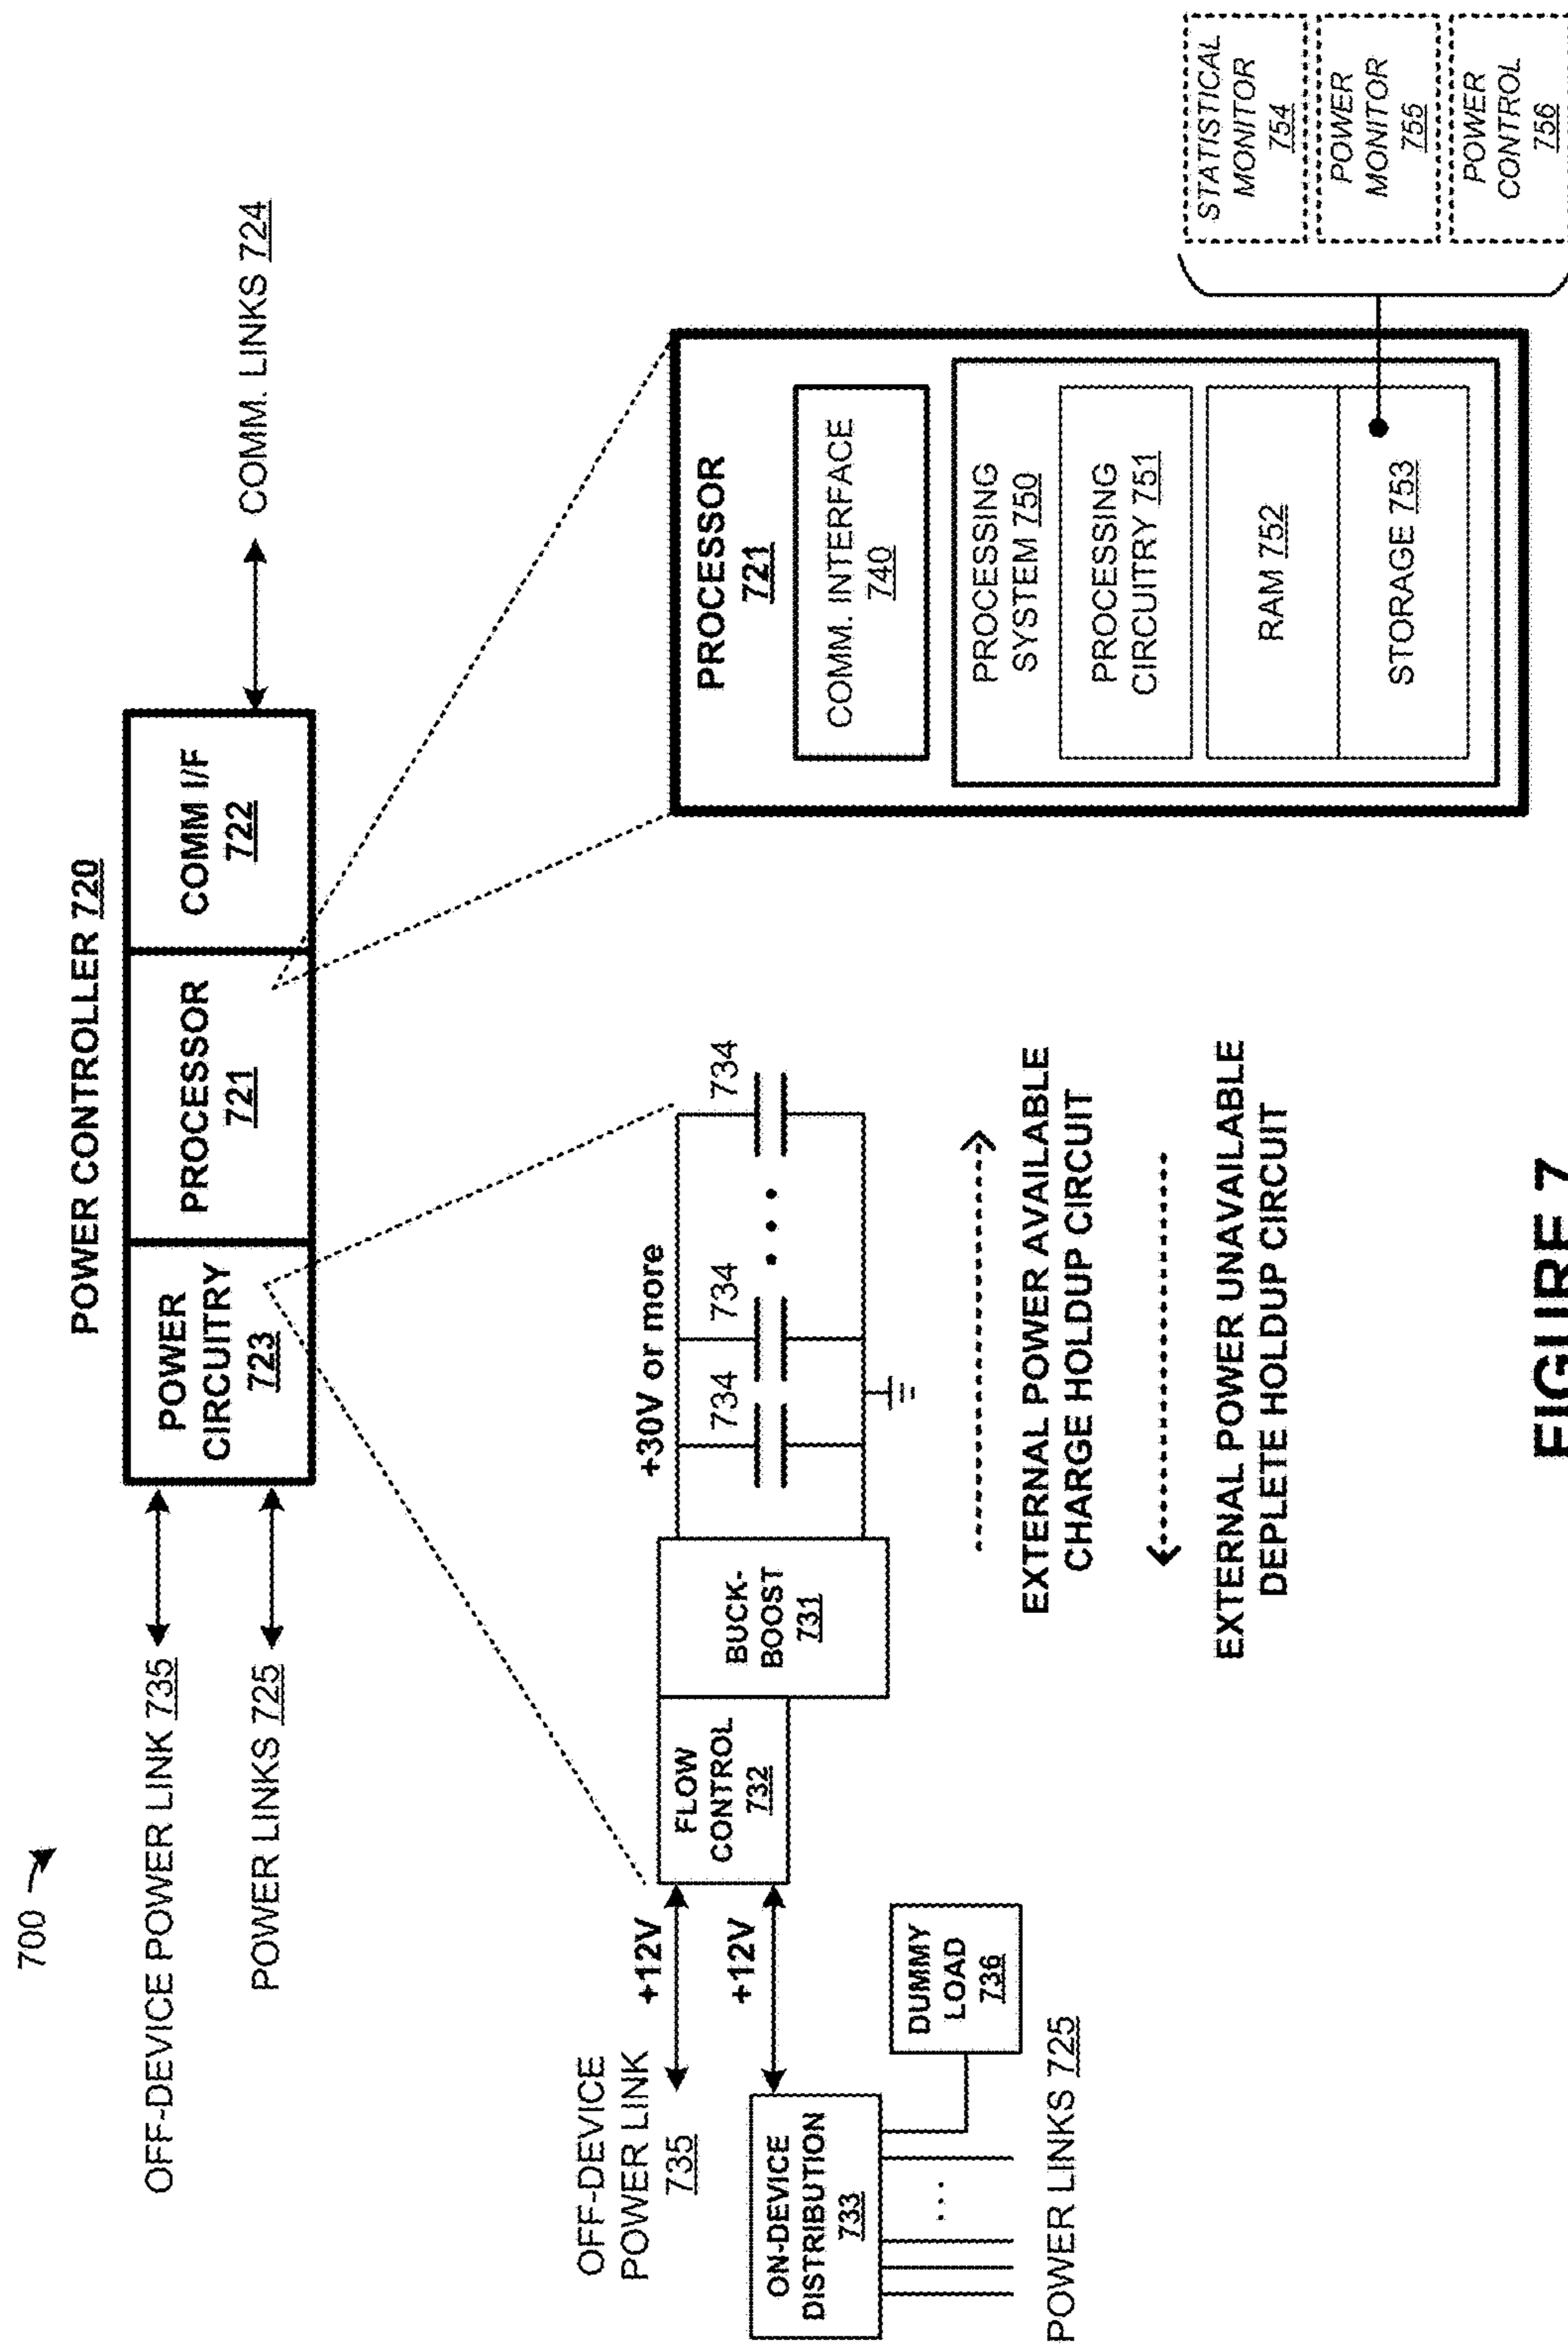 700
POWER CONTROLLER 720
OFF-DEVICE POWER LINK 735
POWER LINKS 725
POWER
CIRCUITRY
723
PROCESSOR
721
COMM I/F
722
COMM. LINKS 724
OFF-DEVICE
POWER LINK
735
+12V
+12V
ON-DEVICE
DISTRIBUTION
733
...
DUMMY
LOAD
736
POWER LINKS 725
FLOW
CONTROL
732
BUCK-
BOOST
731
+30V or more
734
734
734
EXTERNAL POWER AVAILABLE
CHARGE HOLDUP CIRCUIT
EXTERNAL POWER UNAVAILABLE
DEPLETE HOLDUP CIRCUIT
PROCESSOR
721
COMM. INTERFACE
740
PROCESSING
SYSTEM 750
PROCESSING
CIRCUITRY 751
RAM 752
STORAGE 753
STATISTICAL
MONITOR
754
POWER
MONITOR
755
POWER
CONTROL
756
FIGURE 7